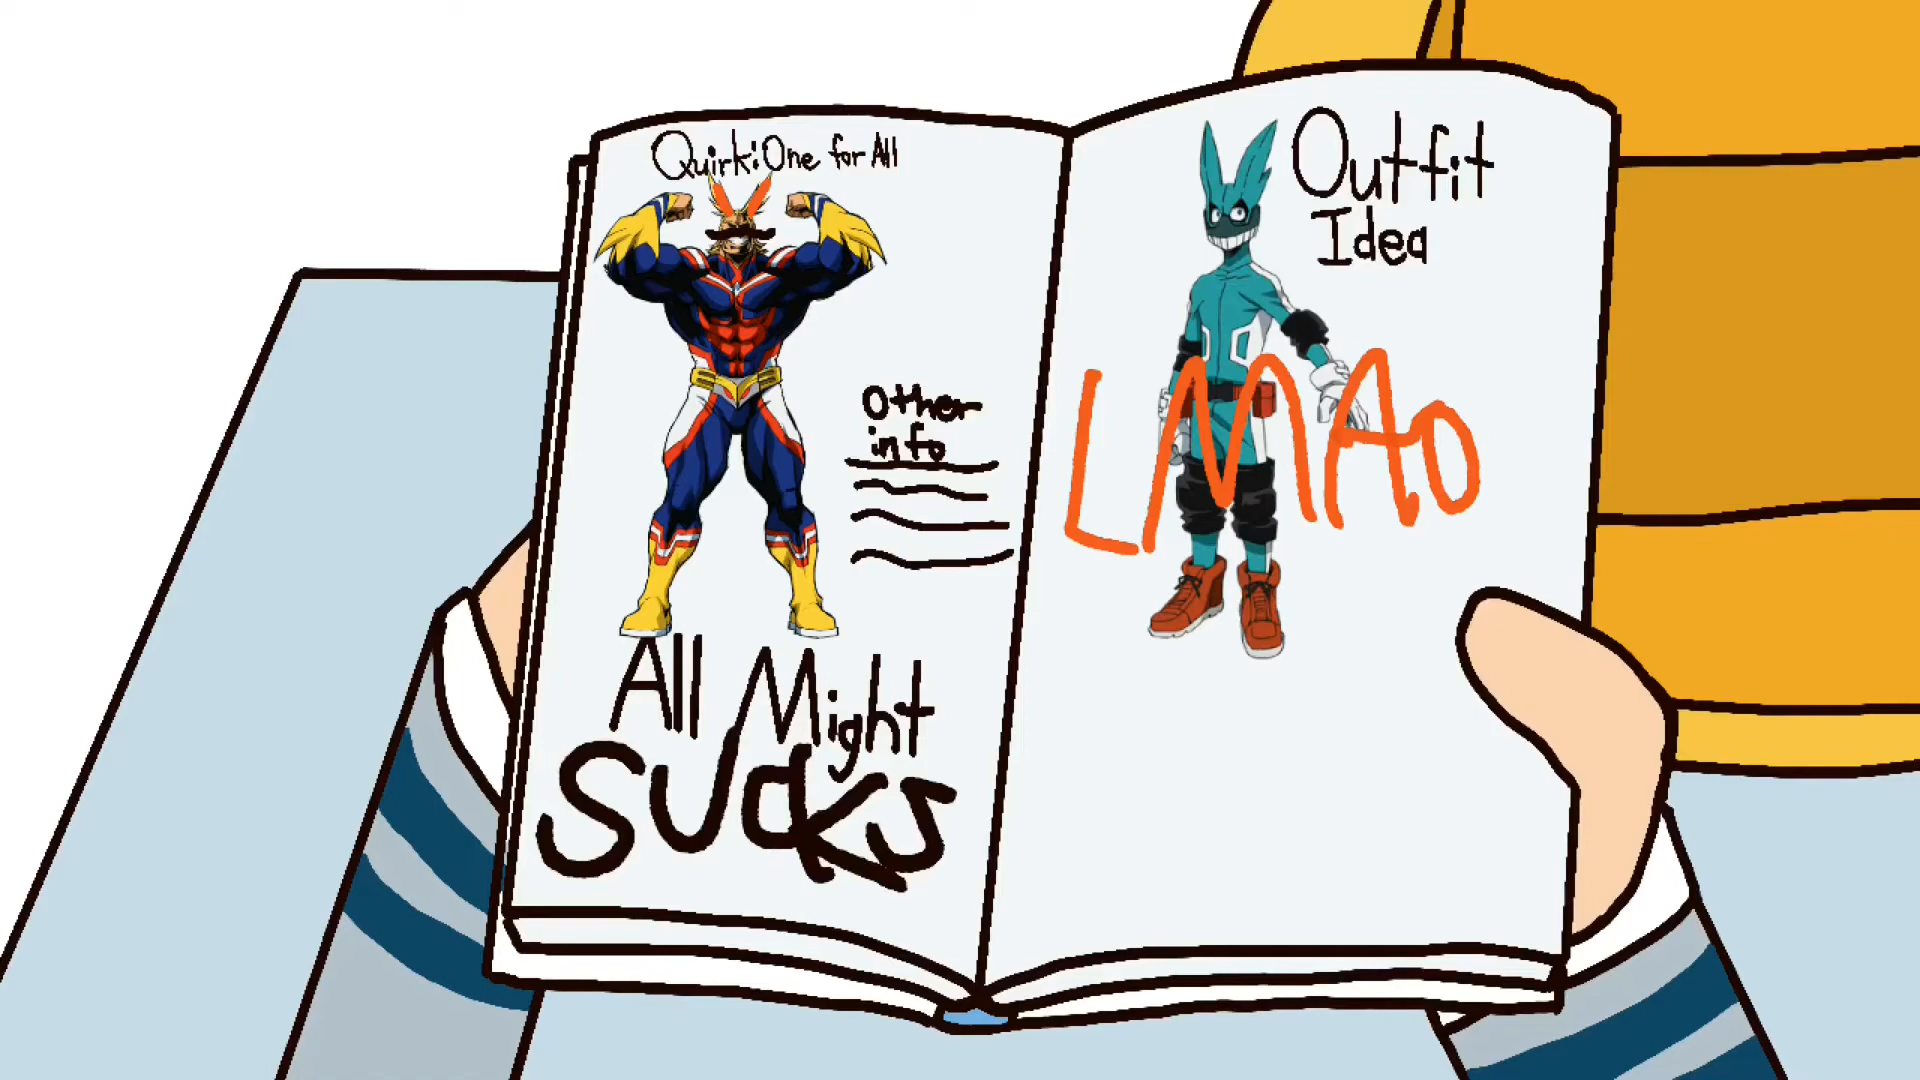 Quirk: One for All
Other
info
All Might
sucks
Outfit
Idea
LMAO